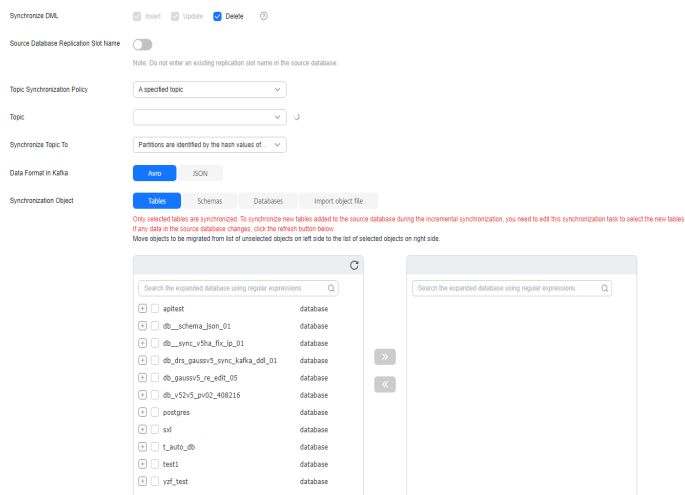 Synchronize DML
Insert Update Delete
Source Database Replication Slot Name
Note: Do not enter an existing replication slot name in the source database.
Topic Synchronization Policy
A specified topic
Topic
Synchronize Topic To
Partitions are identified by the hash values of...
Data Format in Kafka
Avro JSON
Synchronization Object
Tables Schemas Databases Import object file
Only selected tables are synchronized. To synchronize new tables added to the source database during the incremental synchronization, you need to edit this synchronization task to select the new tables
If any data in the source database changes, click the refresh button below.
Move objects to be migrated from list of unselected objects on left side to the list of selected objects on right side.
Search the expanded database using regular expressions.
Search the expanded database using regular expressions.
apitest database
db__schema_json_01 database
db__sync_v5ha_fix_ip_01 database
db_drs_gaussv5_sync_kafka_ddl_01 database
db_gaussv5_re_edit_05 database
db_v52v5_pv02_408216 database
postgres database
sxl database
t_auto_db database
test1 database
yzf_test database